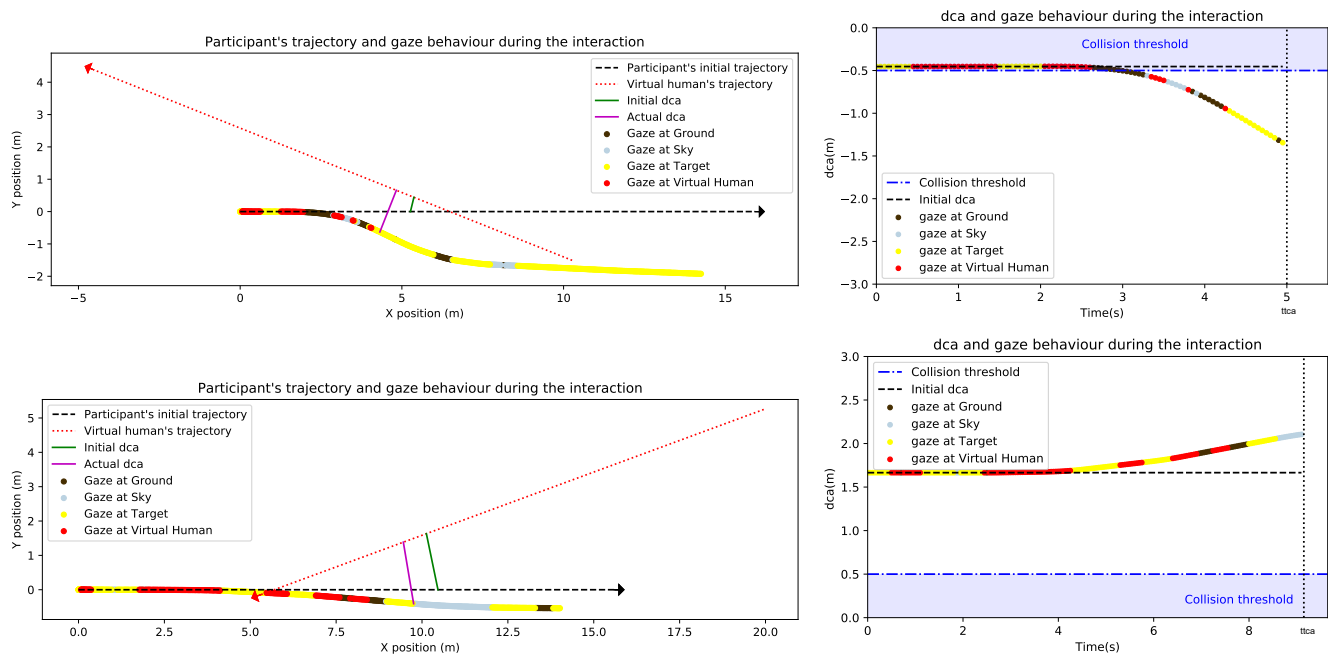 Participant's trajectory and gaze behaviour during the interaction
Y position (m)
4
3
2
1
0
−1
−2
Participant's initial trajectory
Virtual human's trajectory
Initial dca
Actual dca
Gaze at Ground
Gaze at Sky
Gaze at Target
Gaze at Virtual Human
−5 0 5 10 15
X position (m)
dca and gaze behaviour during the interaction
dca(m)
0.0
−0.5
−1.0
−1.5
−2.0
−2.5
−3.0
Collision threshold
Collision threshold
Initial dca
gaze at Ground
gaze at Sky
gaze at Target
gaze at Virtual Human
0 1 2 3 4 5
ttca
Time(s)
Participant's trajectory and gaze behaviour during the interaction
Y position (m)
5
4
3
2
1
0
Participant's initial trajectory
Virtual human's trajectory
Initial dca
Actual dca
Gaze at Ground
Gaze at Sky
Gaze at Target
Gaze at Virtual Human
0.0 2.5 5.0 7.5 10.0 12.5 15.0 17.5 20.0
X position (m)
dca and gaze behaviour during the interaction
dca(m)
3.0
2.5
2.0
1.5
1.0
0.5
0.0
Collision threshold
Initial dca
gaze at Ground
gaze at Sky
gaze at Target
gaze at Virtual Human
Collision threshold
0 2 4 6 8
ttca
Time(s)